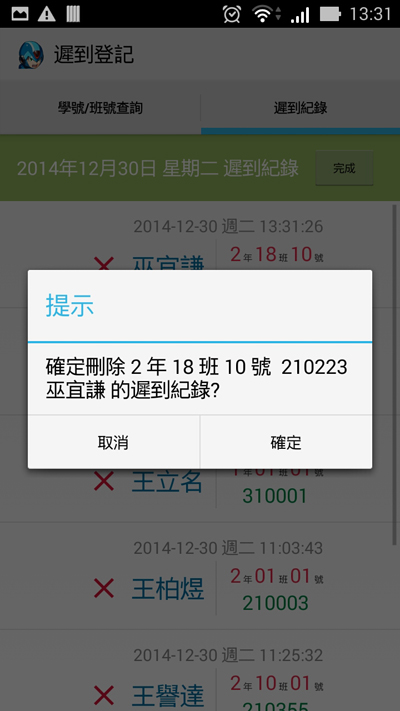 13:31
遲到登記
學號/班號查詢
遲到紀錄
2014年12月30日 星期二 遲到紀錄
完成
2014-12-30 週二 13:31:26
巫宜謙
2年18班10號
提示
確定刪除 2 年 18 班 10 號 210223
巫宜謙 的遲到紀錄?
取消
確定
王立名
1年01班01號
310001
2014-12-30 週二 11:03:43
王柏煜
2年01班01號
210003
2014-12-30 週二 11:25:32
王譽達
2年10班01號
210355